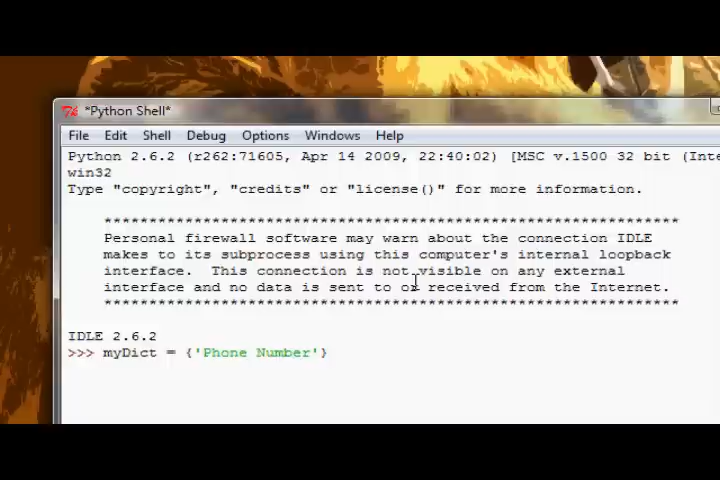 *Python Shell*
File Edit Shell Debug Options Windows Help
Python 2.6.2 (r262:71605, Apr 14 2009, 22:40:02) [MSC v.1500 32 bit (Inte
win32
Type "copyright", "credits" or "license()" for more information.
****************************************************************
Personal firewall software may warn about the connection IDLE
makes to its subprocess using this computer's internal loopback
interface.  This connection is not visible on any external
interface and no data is sent to or received from the Internet.
****************************************************************
IDLE 2.6.2
>>> myDict = {'Phone Number'}